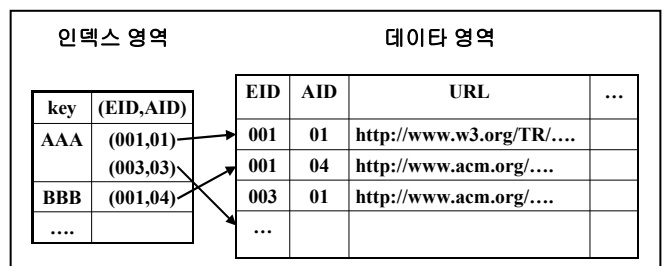 인덱스 영역 데이타 영역
key (EID,AID)
AAA (001,01)
(003,03)
BBB (001,04)
....
EID AID URL ...
001 01 http://www.w3.org/TR/....
001 04 http://www.acm.org/....
003 01 http://www.acm.org/....
...